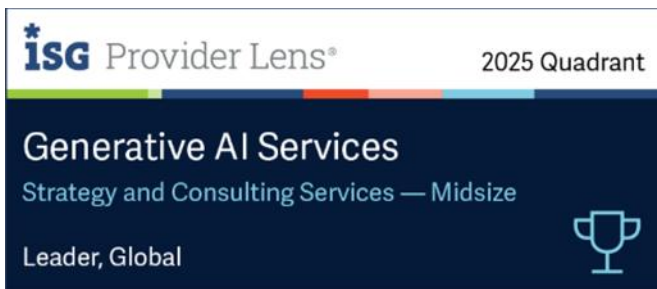 ISG Provider Lens®
2025 Quadrant
Generative AI Services
Strategy and Consulting Services — Midsize
Leader, Global